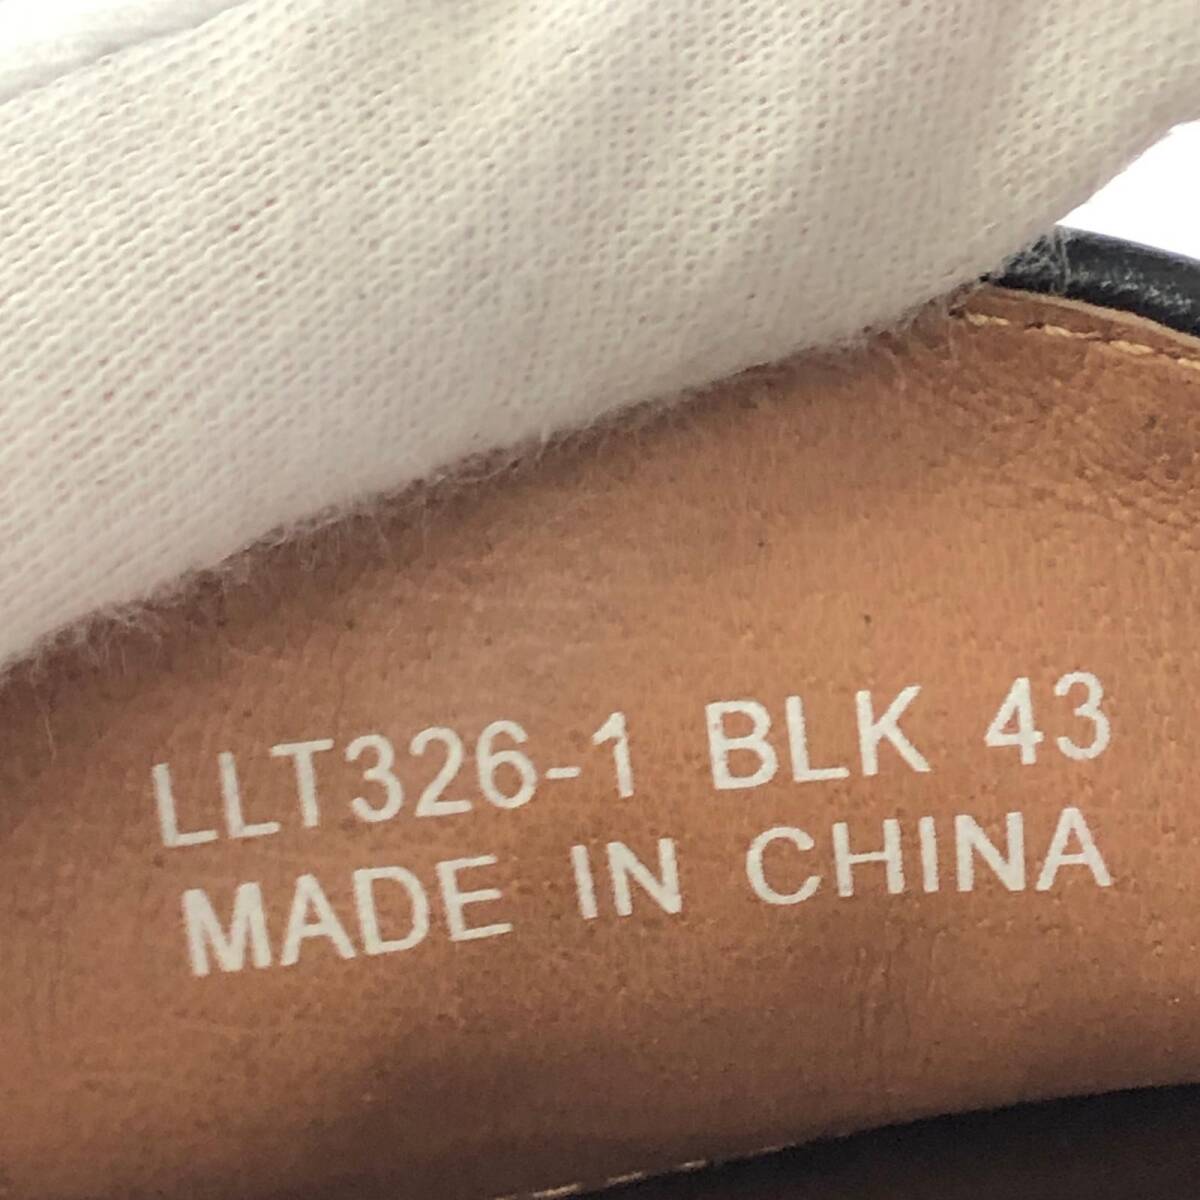 LLT326-1 BLK 43
MADE IN CHINA